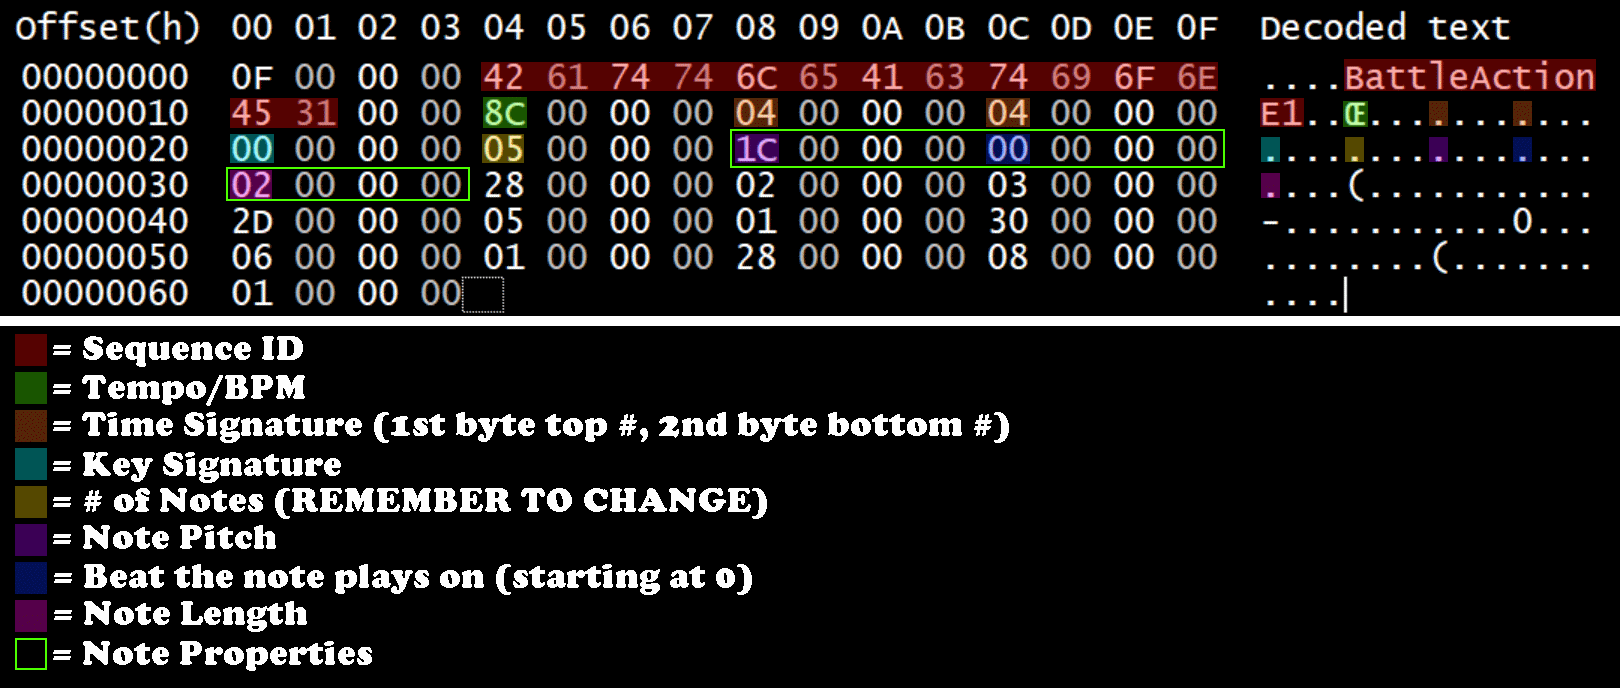 Offset(h) 00 01 02 03 04 05 06 07 08 09 0A 0B 0C 0D 0E 0F Decoded text
00000000 0F 00 00 00 42 61 74 74 6C 65 41 63 74 69 6F 6E ....BattleAction
00000010 45 31 00 00 8C 00 00 00 04 00 00 00 04 00 00 00 E1..Œ...........
00000020 00 00 00 00 05 00 00 00 1C 00 00 00 00 00 00 00 ................
00000030 02 00 00 00 28 00 00 00 02 00 00 00 03 00 00 00 ....(...........
00000040 2D 00 00 00 05 00 00 00 01 00 00 00 30 00 00 00 -...........0...
00000050 06 00 00 00 01 00 00 00 28 00 00 00 08 00 00 00 ........(.......
00000060 01 00 00 00 ....
= Sequence ID
= Tempo/BPM
= Time Signature (1st byte top #, 2nd byte bottom #)
= Key Signature
= # of Notes (REMEMBER TO CHANGE)
= Note Pitch
= Beat the note plays on (starting at 0)
= Note Length
= Note Properties